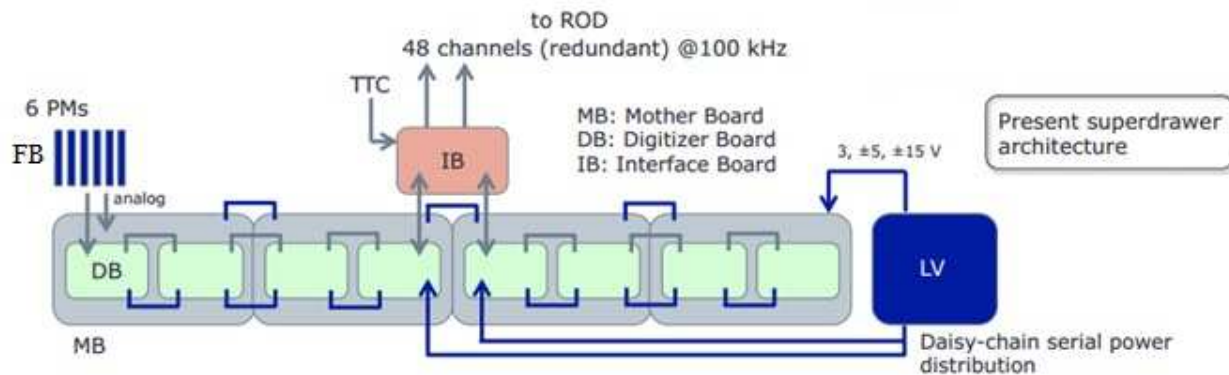 to ROD
48 channels (redundant) @100 kHz
TTC
6 PMs
FB
MB: Mother Board
DB: Digitizer Board
IB: Interface Board
Present superdrawer
architecture
IB
3, ±5, ±15 V
analog
DB
LV
MB
Daisy-chain serial power
distribution